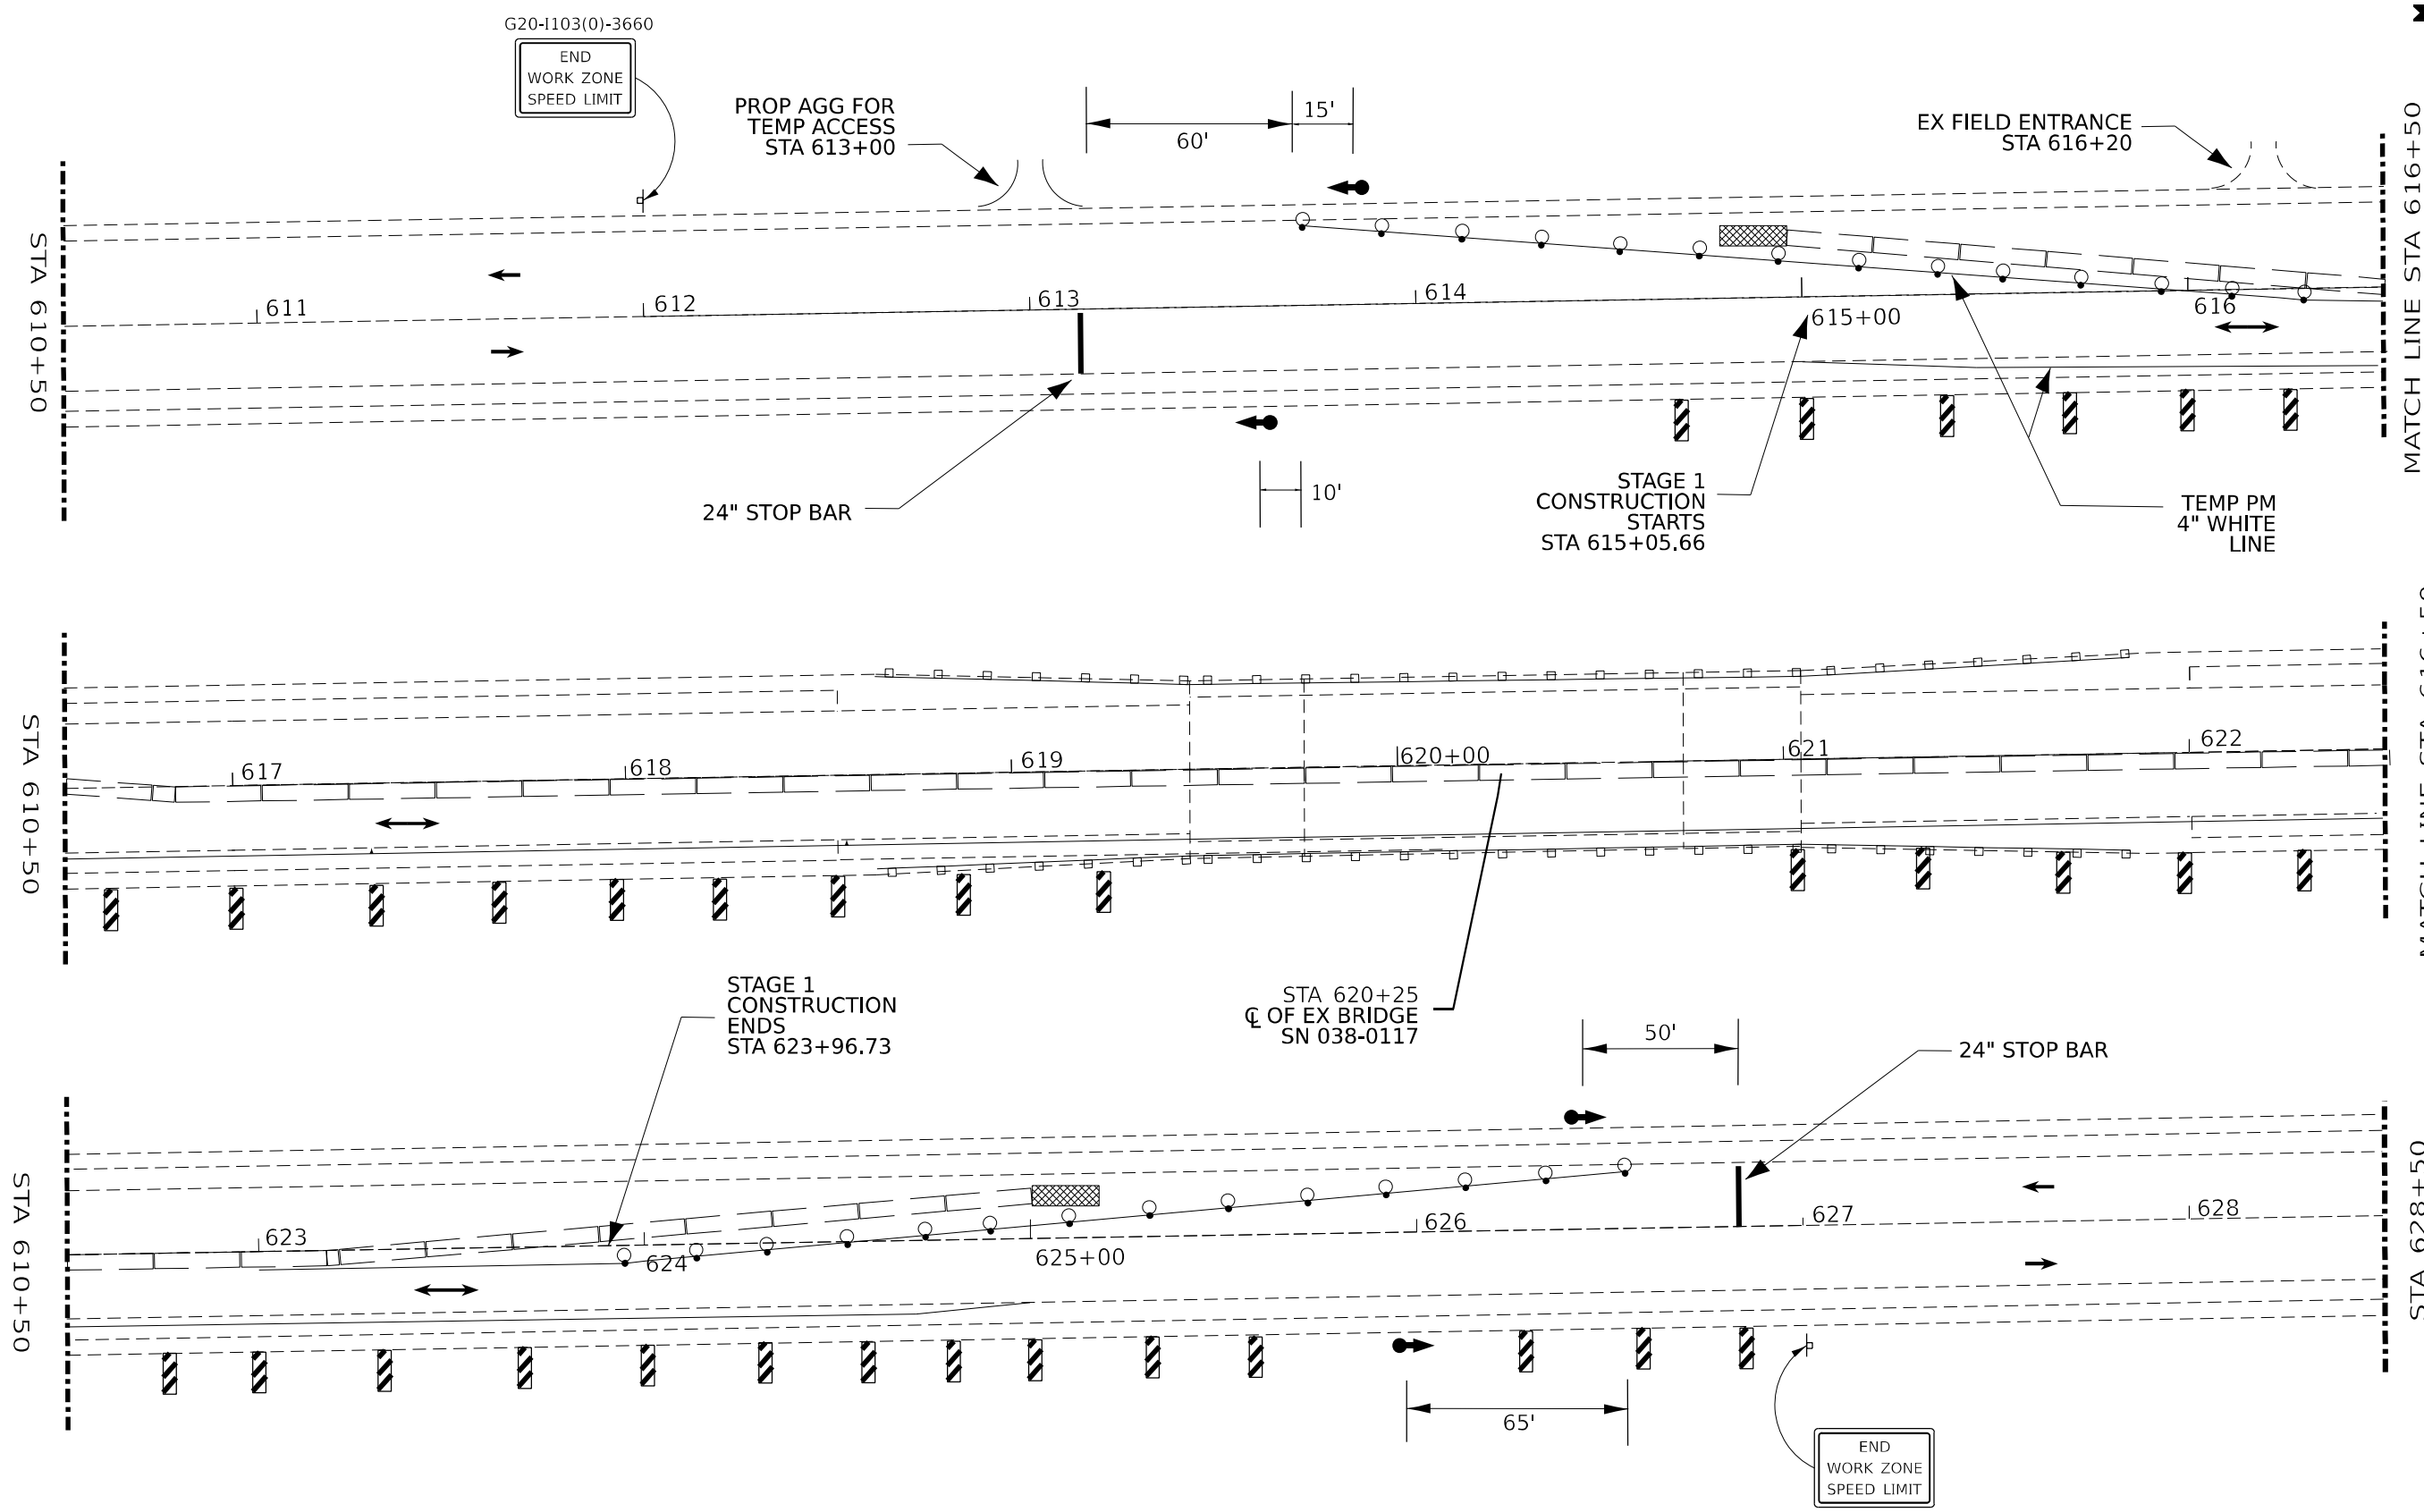 G20-I103(0)-3660
END
WORK ZONE
SPEED LIMIT
PROP AGG FOR
TEMP ACCESS
STA 613+00
60'
15'
EX FIELD ENTRANCE
STA 616+20
STA 610+50
611
612
613
614
615+00
616
MATCH LINE STA 616+50
24" STOP BAR
10'
STAGE 1
CONSTRUCTION
STARTS
STA 615+05.66
TEMP PM
4" WHITE
LINE
STA 610+50
617
618
619
620+00
621
622
MATCH LINE STA 616+50
STAGE 1
CONSTRUCTION
ENDS
STA 623+96.73
STA 620+25
℄ OF EX BRIDGE
SN 038-0117
50'
24" STOP BAR
STA 610+50
623
624
625+00
626
627
628
STA 628+50
65'
END
WORK ZONE
SPEED LIMIT